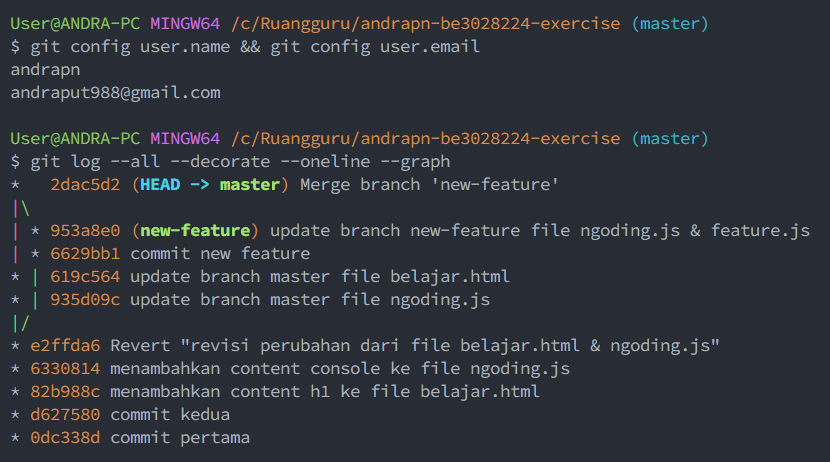 User@ANDRA-PC MINGW64 /c/Ruangguru/andrapn-be3028224-exercise (master)
$ git config user.name && git config user.email
andrapn
andraput988@gmail.com

User@ANDRA-PC MINGW64 /c/Ruangguru/andrapn-be3028224-exercise (master)
$ git log --all --decorate --oneline --graph
*   2dac5d2 (HEAD -> master) Merge branch 'new-feature'
|\
| * 953a8e0 (new-feature) update branch new-feature file ngoding.js & feature.js
| * 6629bb1 commit new feature
* | 619c564 update branch master file belajar.html
* | 935d09c update branch master file ngoding.js
|/
* e2ffda6 Revert "revisi perubahan dari file belajar.html & ngoding.js"
* 6330814 menambahkan content console ke file ngoding.js
* 82b988c menambahkan content h1 ke file belajar.html
* d627580 commit kedua
* 0dc338d commit pertama